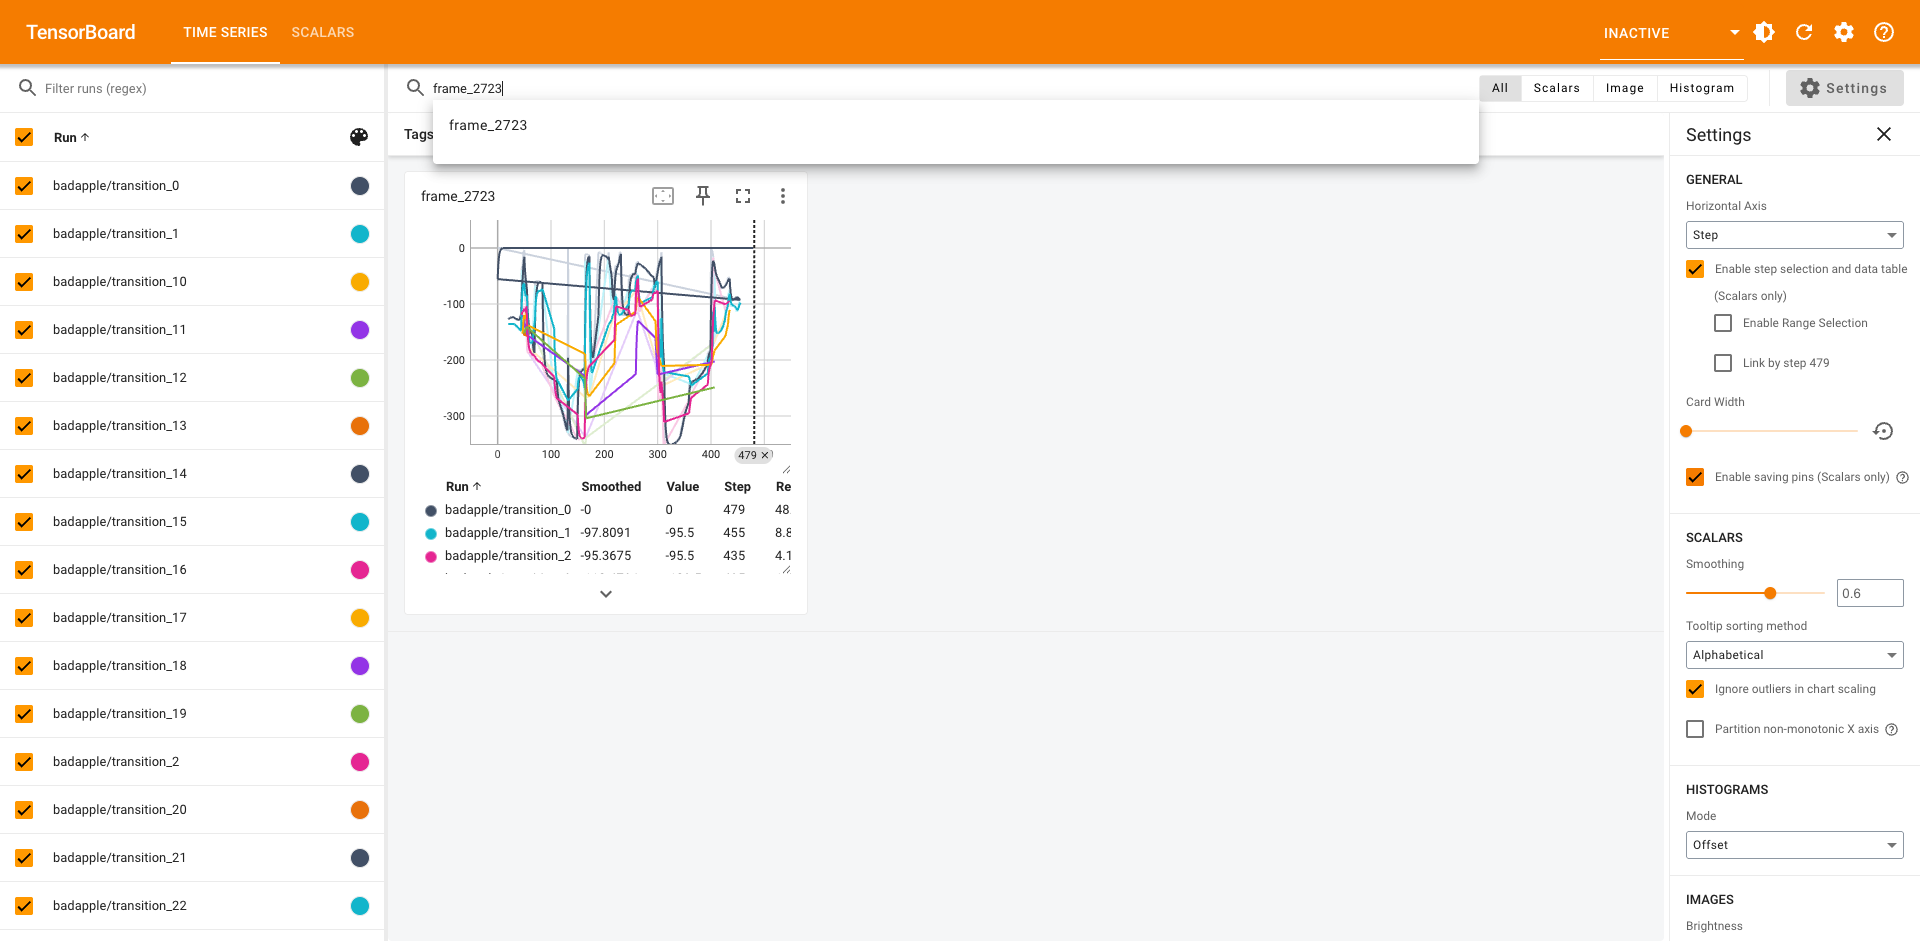 TensorBoard TIME SERIES SCALARS INACTIVE
Filter runs (regex)
Run
badapple/transition_0
badapple/transition_1
badapple/transition_10
badapple/transition_11
badapple/transition_12
badapple/transition_13
badapple/transition_14
badapple/transition_15
badapple/transition_16
badapple/transition_17
badapple/transition_18
badapple/transition_19
badapple/transition_2
badapple/transition_20
badapple/transition_21
badapple/transition_22
frame_2723
frame_2723
Tags
All Scalars Image Histogram Settings
frame_2723
0
-100
-200
-300
0 100 200 300 400 479
Run Smoothed Value Step Re
badapple/transition_0 -0 0 479 48.
badapple/transition_1 -97.8091 -95.5 455 8.8
badapple/transition_2 -95.3675 -95.5 435 4.1
Settings
GENERAL
Horizontal Axis
Step
Enable step selection and data table
(Scalars only)
Enable Range Selection
Link by step 479
Card Width
Enable saving pins (Scalars only)
SCALARS
Smoothing
0.6
Tooltip sorting method
Alphabetical
Ignore outliers in chart scaling
Partition non-monotonic X axis
HISTOGRAMS
Mode
Offset
IMAGES
Brightness